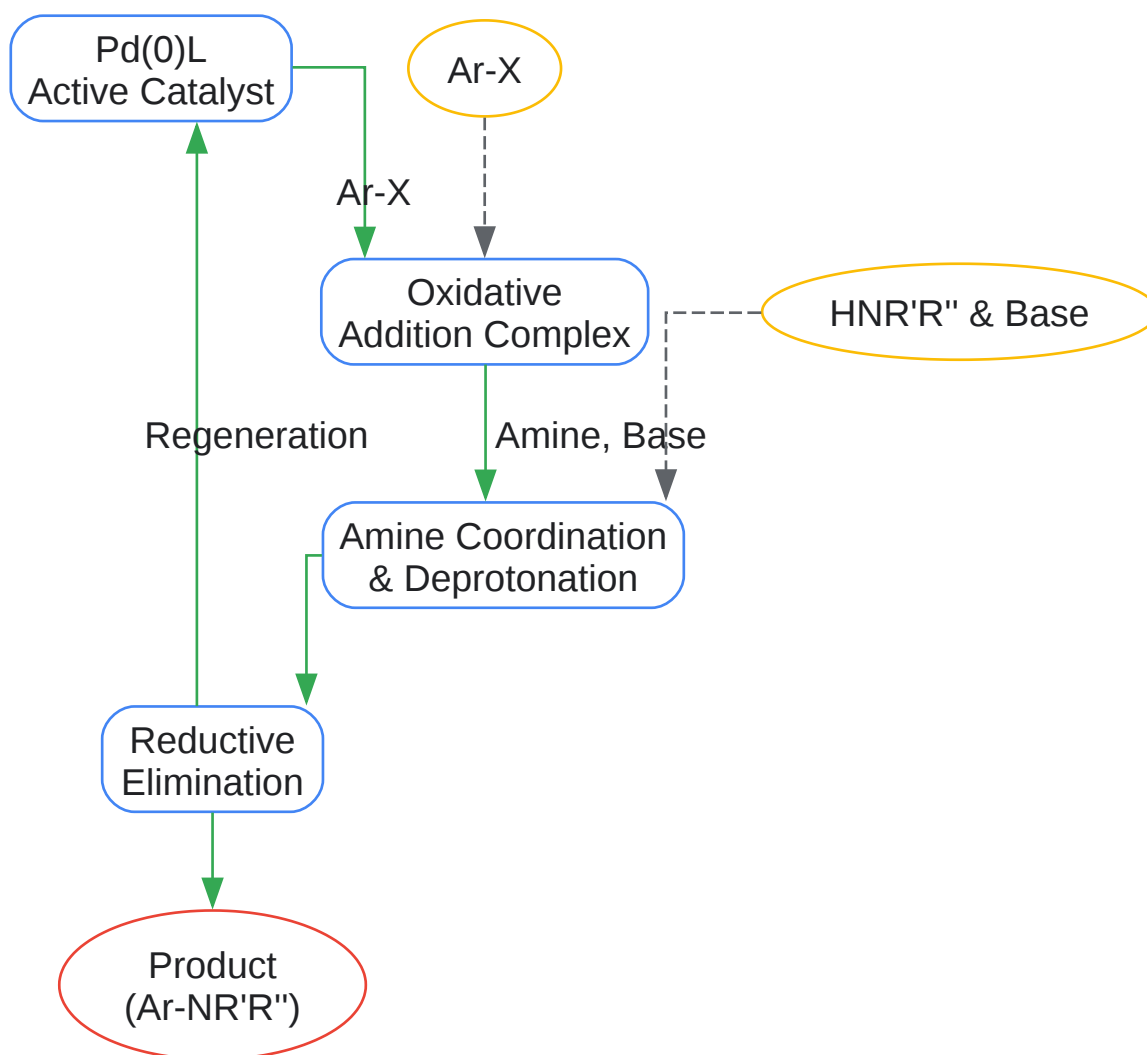 Pd(0)L
Active Catalyst
Ar-X
Ar-X
Oxidative
Addition Complex
HNR'R'' & Base
Regeneration
Amine, Base
Amine Coordination
& Deprotonation
Reductive
Elimination
Product
(Ar-NR'R'')